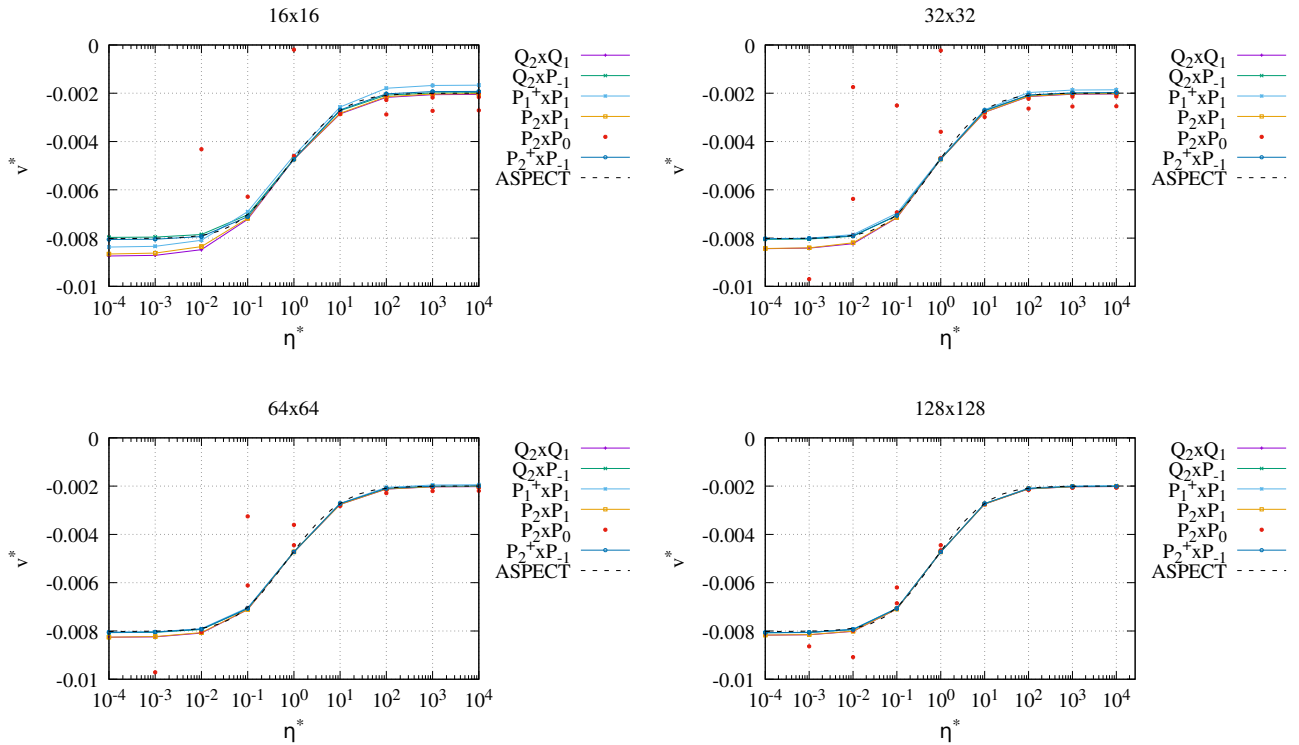 16x16
0
-0.002
-0.004
-0.006
-0.008
-0.01
v*
10^-4 10^-3 10^-2 10^-1 10^0 10^1 10^2 10^3 10^4
η*
Q2xQ1
Q2xP-1
P1+xP1
P2xP1
P2xP0
P2+xP-1
ASPECT
32x32
0
-0.002
-0.004
-0.006
-0.008
-0.01
v*
10^-4 10^-3 10^-2 10^-1 10^0 10^1 10^2 10^3 10^4
η*
Q2xQ1
Q2xP-1
P1+xP1
P2xP1
P2xP0
P2+xP-1
ASPECT
64x64
0
-0.002
-0.004
-0.006
-0.008
-0.01
v*
10^-4 10^-3 10^-2 10^-1 10^0 10^1 10^2 10^3 10^4
η*
Q2xQ1
Q2xP-1
P1+xP1
P2xP1
P2xP0
P2+xP-1
ASPECT
128x128
0
-0.002
-0.004
-0.006
-0.008
-0.01
v*
10^-4 10^-3 10^-2 10^-1 10^0 10^1 10^2 10^3 10^4
η*
Q2xQ1
Q2xP-1
P1+xP1
P2xP1
P2xP0
P2+xP-1
ASPECT